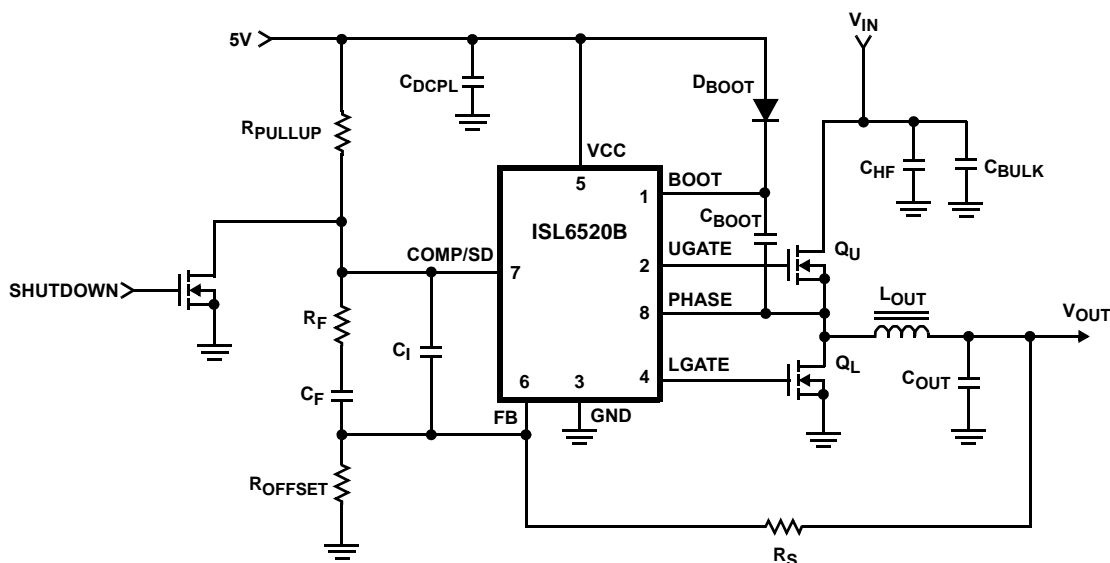 V_IN
5V
D_BOOT
C_DCPL
R_PULLUP
VCC
5
C_HF
C_BULK
BOOT
1
ISL6520B
C_BOOT
COMP/SD
7
UGATE
2
Q_U
SHUTDOWN
PHASE
8
L_OUT
V_OUT
R_F
C_I
LGATE
4
Q_L
C_OUT
C_F
6
3
FB
GND
R_OFFSET
R_S